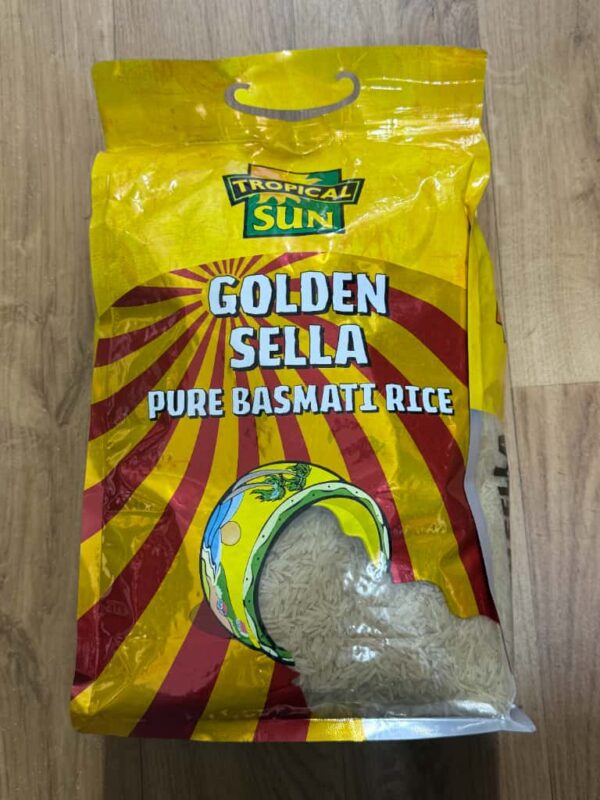 TROPICAL
SUN
GOLDEN
SELLA
PURE BASMATI RICE